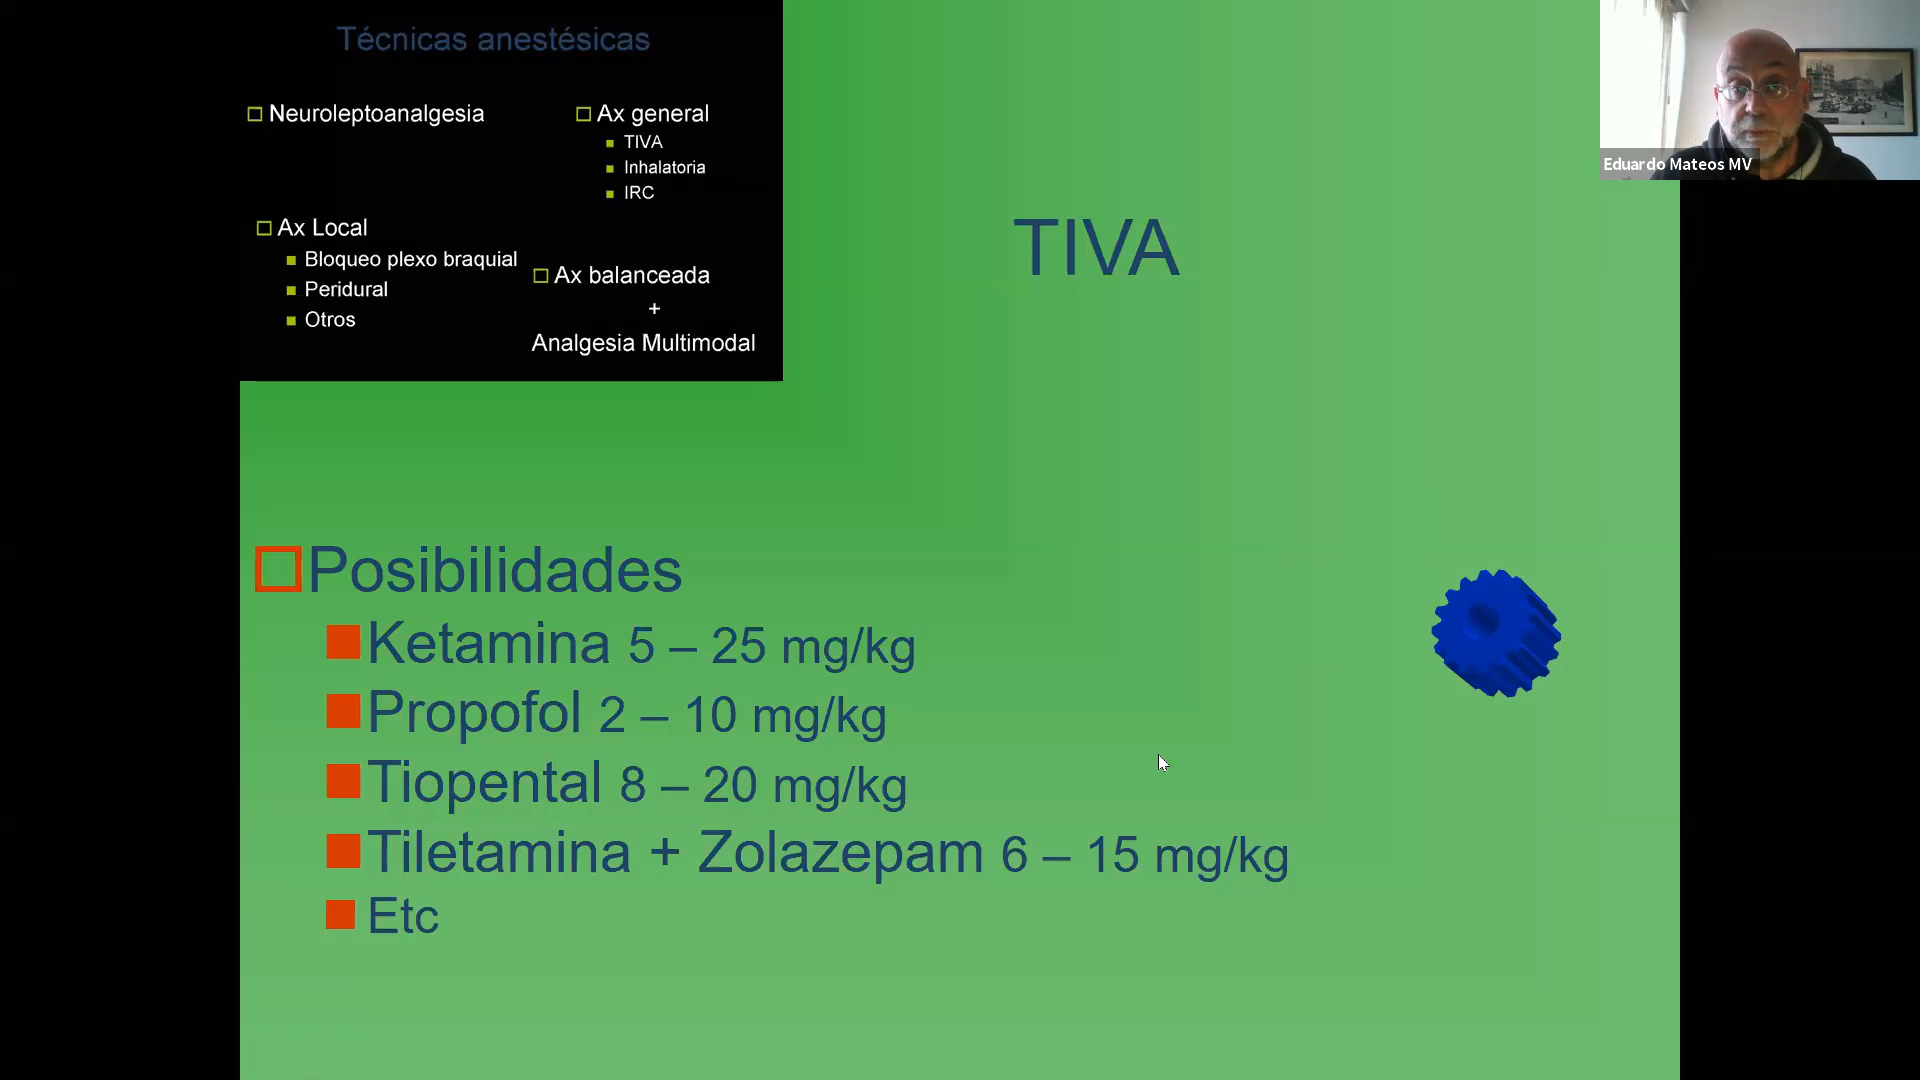 Técnicas anestésicas
Neuroleptoanalgesia
Ax general
TIVA
Inhalatoria
IRC
Ax Local
Bloqueo plexo braquial
Peridural
Otros
Ax balanceada
+
Analgesia Multimodal
Eduardo Mateos MV
TIVA
Posibilidades
Ketamina 5 – 25 mg/kg
Propofol 2 – 10 mg/kg
Tiopental 8 – 20 mg/kg
Tiletamina + Zolazepam 6 – 15 mg/kg
Etc